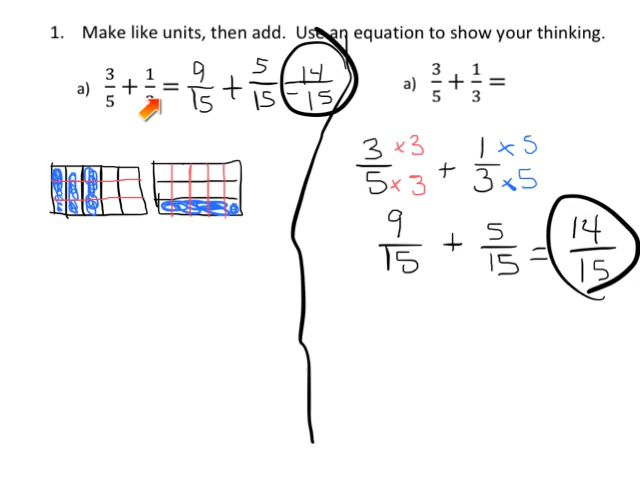 1. Make like units, then add. Use an equation to show your thinking.
a) 3/5 + 1/3 = 9/15 + 5/15 = 14/15
a) 3/5 + 1/3 =
3×3/5×3 + 1×5/3×5
9/15 + 5/15 = 14/15